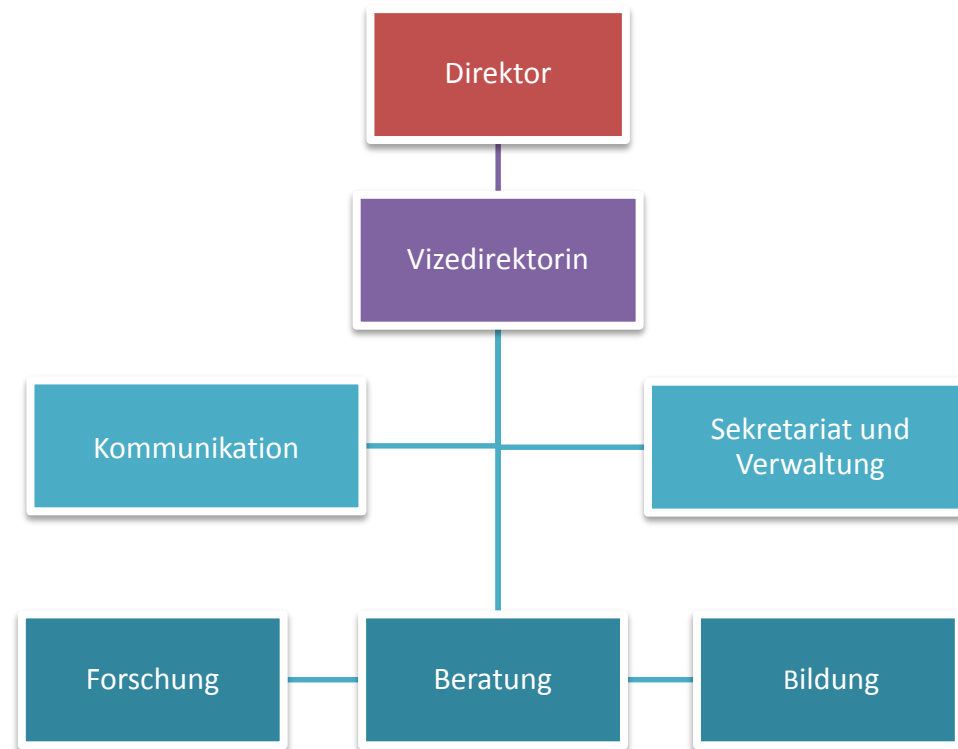 Direktor
Vizedirektorin
Kommunikation
Sekretariat und
Verwaltung
Forschung
Beratung
Bildung